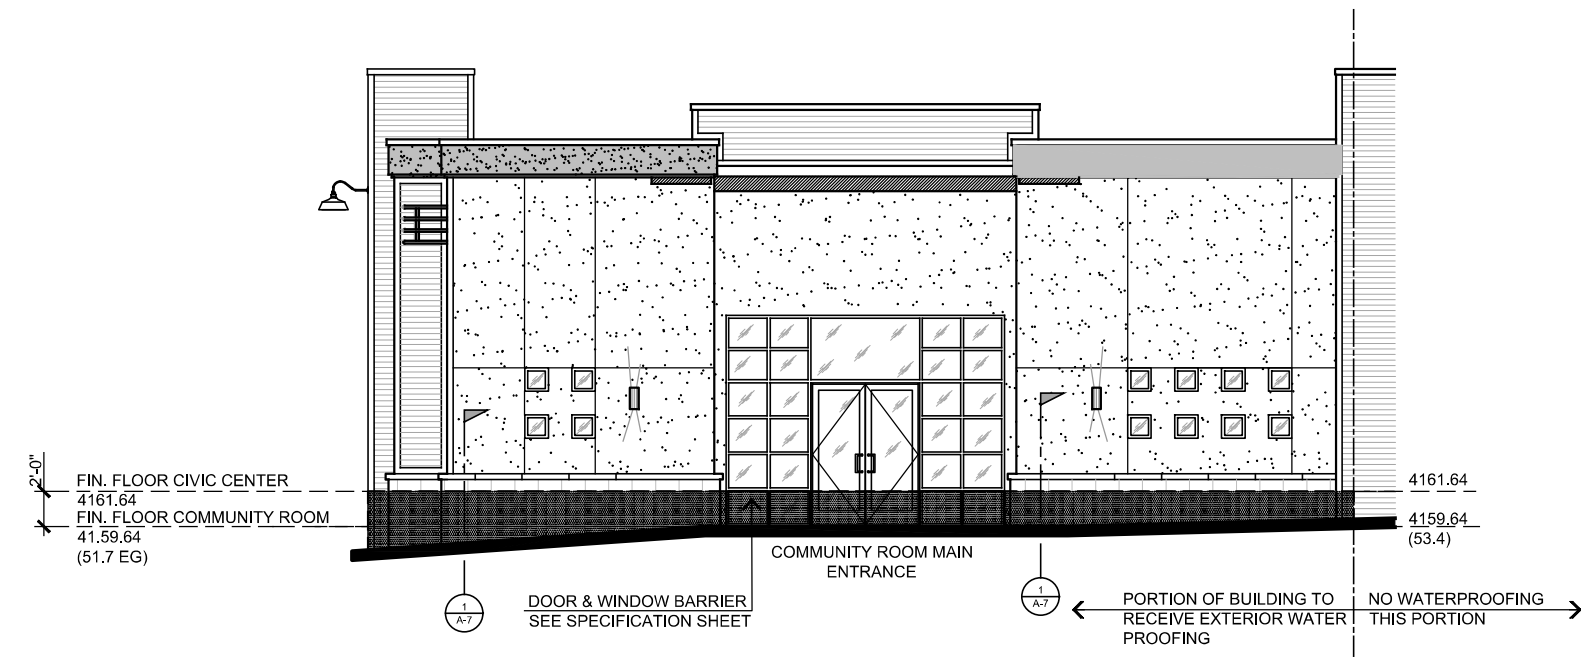 2'-0"
FIN. FLOOR CIVIC CENTER
4161.64
FIN. FLOOR COMMUNITY ROOM
41.59.64
(51.7 EG)
4161.64
4159.64
(53.4)
COMMUNITY ROOM MAIN
ENTRANCE
1
A-7
DOOR & WINDOW BARRIER
SEE SPECIFICATION SHEET
1
A-7
PORTION OF BUILDING TO
RECEIVE EXTERIOR WATER
PROOFING
NO WATERPROOFING
THIS PORTION